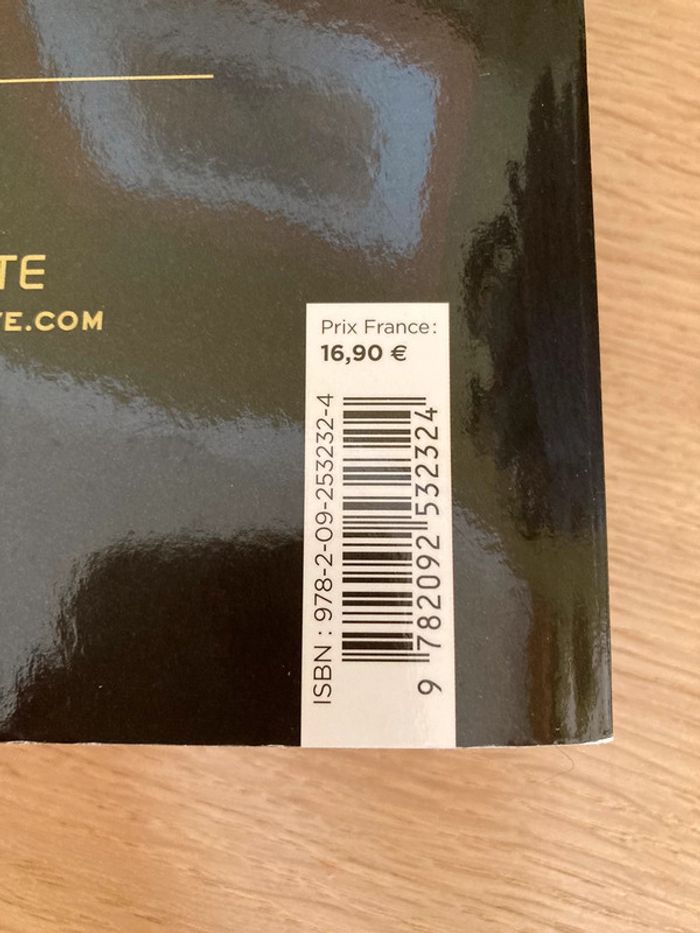 TE
E.COM
Prix France:
16,90 €
ISBN : 978-2-09-253232-4
9 782092 532324